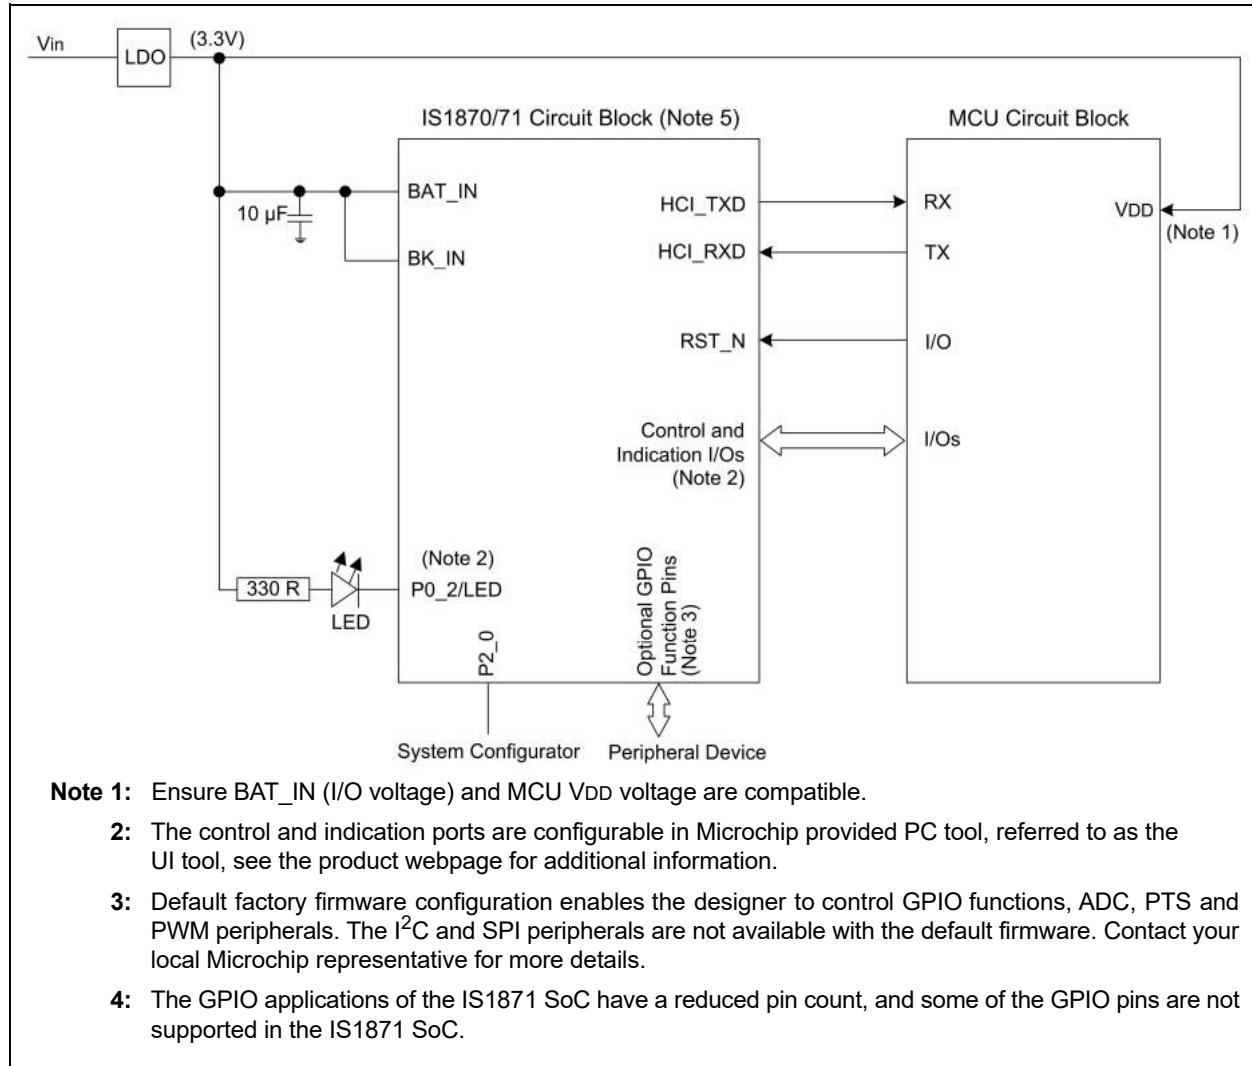 Vin
LDO
(3.3V)
IS1870/71 Circuit Block (Note 5)
MCU Circuit Block
BAT_IN
10 µF
BK_IN
HCI_TXD
RX
VDD
(Note 1)
HCI_RXD
TX
RST_N
I/O
Control and
Indication I/Os
(Note 2)
I/Os
(Note 2)
330 R
P0_2/LED
LED
P2_0
Optional GPIO
Function Pins
(Note 3)
System Configurator
Peripheral Device
Note 1: Ensure BAT_IN (I/O voltage) and MCU VDD voltage are compatible.
2: The control and indication ports are configurable in Microchip provided PC tool, referred to as the
UI tool, see the product webpage for additional information.
3: Default factory firmware configuration enables the designer to control GPIO functions, ADC, PTS and
PWM peripherals. The I²C and SPI peripherals are not available with the default firmware. Contact your
local Microchip representative for more details.
4: The GPIO applications of the IS1871 SoC have a reduced pin count, and some of the GPIO pins are not
supported in the IS1871 SoC.